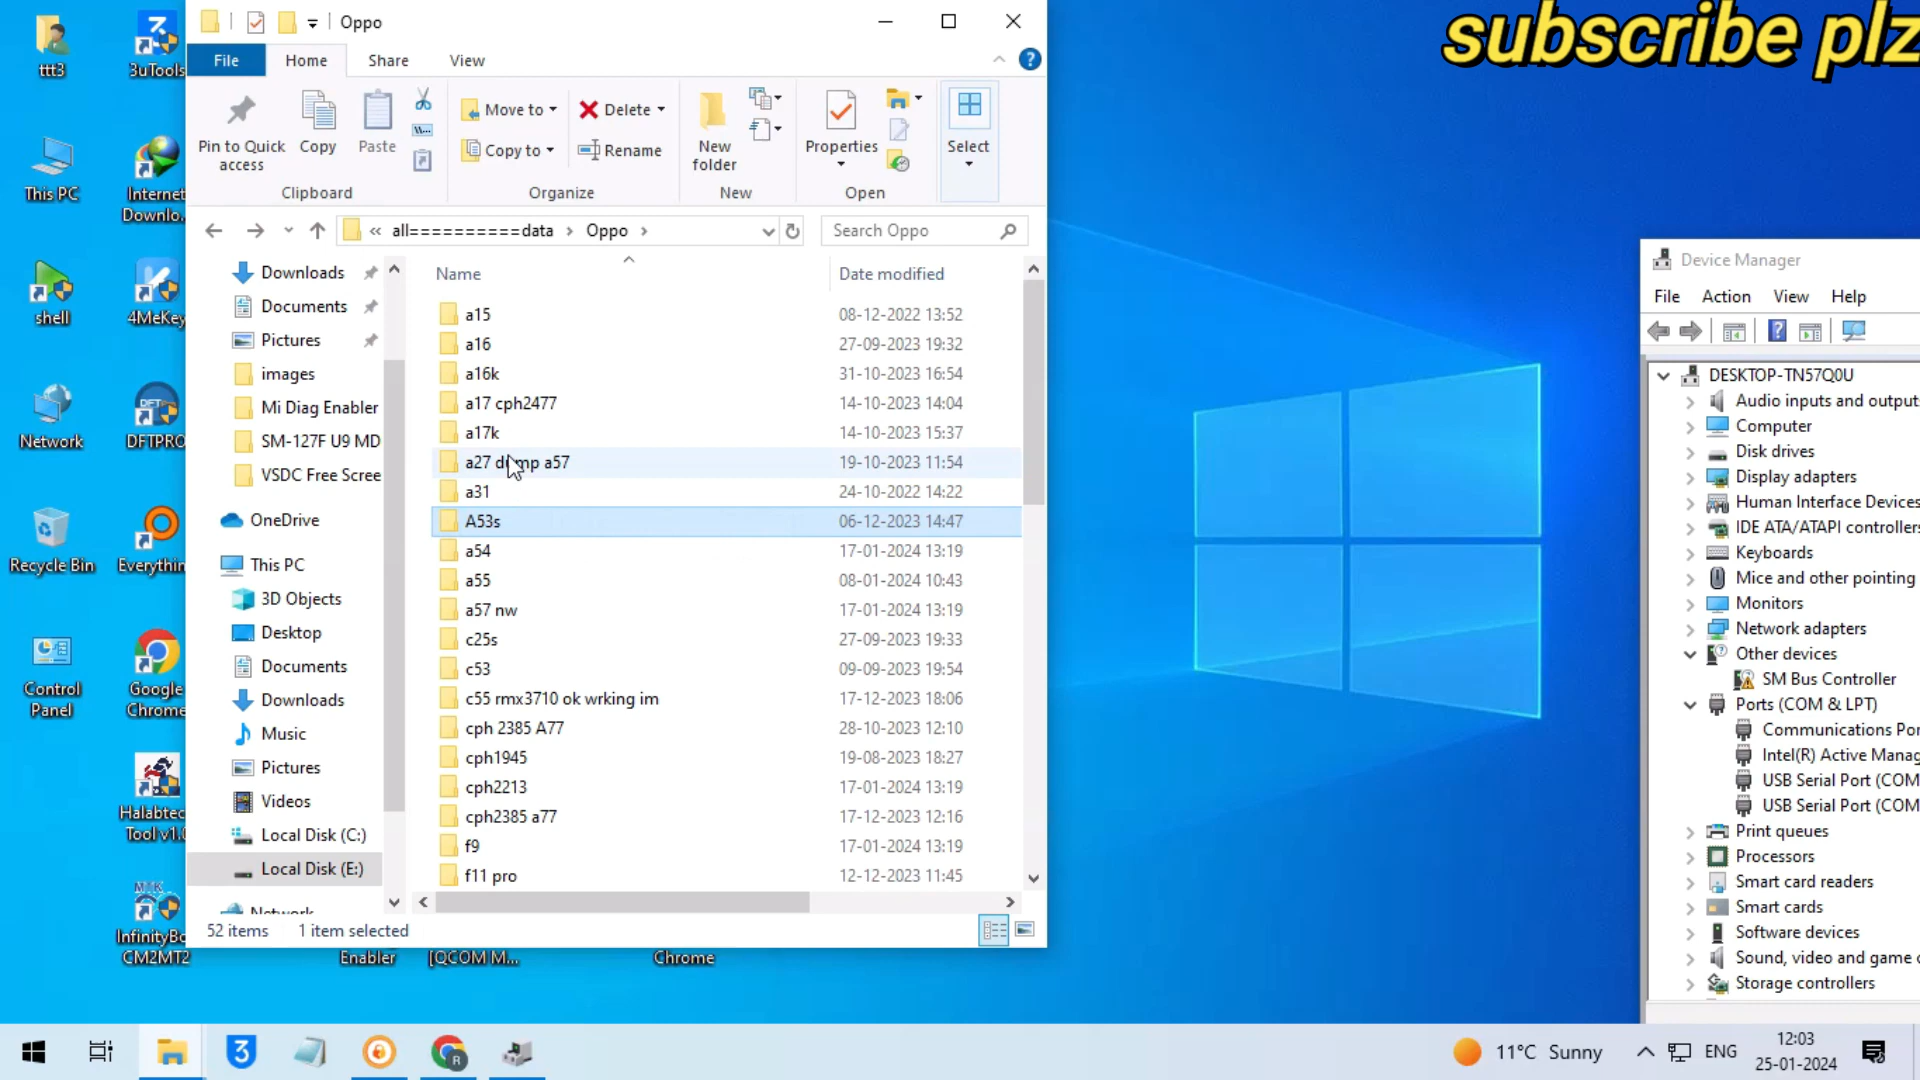 subscribe plz
ttt3
3uTools
This PC
Internet
Downlo...
shell
4MeKey
Network
DFTPRO
Recycle Bin
Everythin
Control
Panel
Google
Chrome
Halabtec
Tool v1.0
MTK
InfinityBo
CM2MT2
Enabler
[QCOM M...
Chrome
Oppo
File
Home
Share
View
Pin to Quick
access
Copy
Paste
Clipboard
Move to
Copy to
Delete
Rename
Organize
New
folder
New
Properties
Open
Select
« all==========data › Oppo ›
Search Oppo
Downloads
Documents
Pictures
images
Mi Diag Enabler
SM-127F U9 MD
VSDC Free Scree
OneDrive
This PC
3D Objects
Desktop
Documents
Downloads
Music
Pictures
Videos
Local Disk (C:)
Local Disk (E:)
Network
Name Date modified
a15 08-12-2022 13:52
a16 27-09-2023 19:32
a16k 31-10-2023 16:54
a17 cph2477 14-10-2023 14:04
a17k 14-10-2023 15:37
a27 dump a57 19-10-2023 11:54
a31 24-10-2022 14:22
A53s 06-12-2023 14:47
a54 17-01-2024 13:19
a55 08-01-2024 10:43
a57 nw 17-01-2024 13:19
c25s 27-09-2023 19:33
c53 09-09-2023 19:54
c55 rmx3710 ok wrking im 17-12-2023 18:06
cph 2385 A77 28-10-2023 12:10
cph1945 19-08-2023 18:27
cph2213 17-01-2024 13:19
cph2385 a77 17-12-2023 12:16
f9 17-01-2024 13:19
f11 pro 12-12-2023 11:45
52 items 1 item selected
Device Manager
File Action View Help
DESKTOP-TN57Q0U
Audio inputs and outputs
Computer
Disk drives
Display adapters
Human Interface Devices
IDE ATA/ATAPI controllers
Keyboards
Mice and other pointing
Monitors
Network adapters
Other devices
SM Bus Controller
Ports (COM & LPT)
Communications Por
Intel(R) Active Manag
USB Serial Port (COM
USB Serial Port (COM
Print queues
Processors
Smart card readers
Smart cards
Software devices
Sound, video and game c
Storage controllers
3
R
11°C Sunny
ENG
12:03
25-01-2024